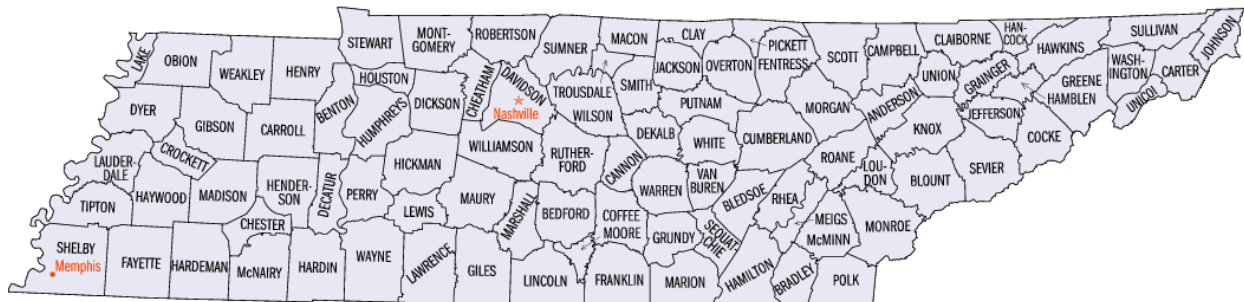 LAKE
OBION
WEAKLEY
HENRY
STEWART
MONT-
GOMERY
ROBERTSON
SUMNER
MACON
CLAY
PICKETT
FENTRESS
SCOTT
CAMPBELL
CLAIBORNE
HAN-
COCK
HAWKINS
SULLIVAN
JOHNSON
DYER
GIBSON
CARROLL
BENTON
HOUSTON
HUMPHREYS
DICKSON
CHEATHAM
DAVIDSON
Nashville
TROUSDALE
WILSON
SMITH
JACKSON
OVERTON
PUTNAM
MORGAN
ANDERSON
UNION
GRAINGER
HAMBLEN
GREENE
WASH-
INGTON
UNICOI
CARTER
LAUDER-
DALE
CROCKETT
HAYWOOD
MADISON
HENDER-
SON
DECATUR
PERRY
HICKMAN
WILLIAMSON
RUTHER-
FORD
CANNON
DEKALB
WHITE
CUMBERLAND
ROANE
LOU-
DON
KNOX
JEFFERSON
COCKE
SEVIER
BLOUNT
TIPTON
CHESTER
LEWIS
MAURY
MARSHALL
BEDFORD
COFFEE
MOORE
WARREN
VAN
BUREN
BLEDSOE
RHEA
MEIGS
McMINN
MONROE
SHELBY
Memphis
FAYETTE
HARDEMAN
McNAIRY
HARDIN
WAYNE
LAWRENCE
GILES
LINCOLN
FRANKLIN
GRUNDY
SEQUAT-
CHIE
MARION
HAMILTON
BRADLEY
POLK